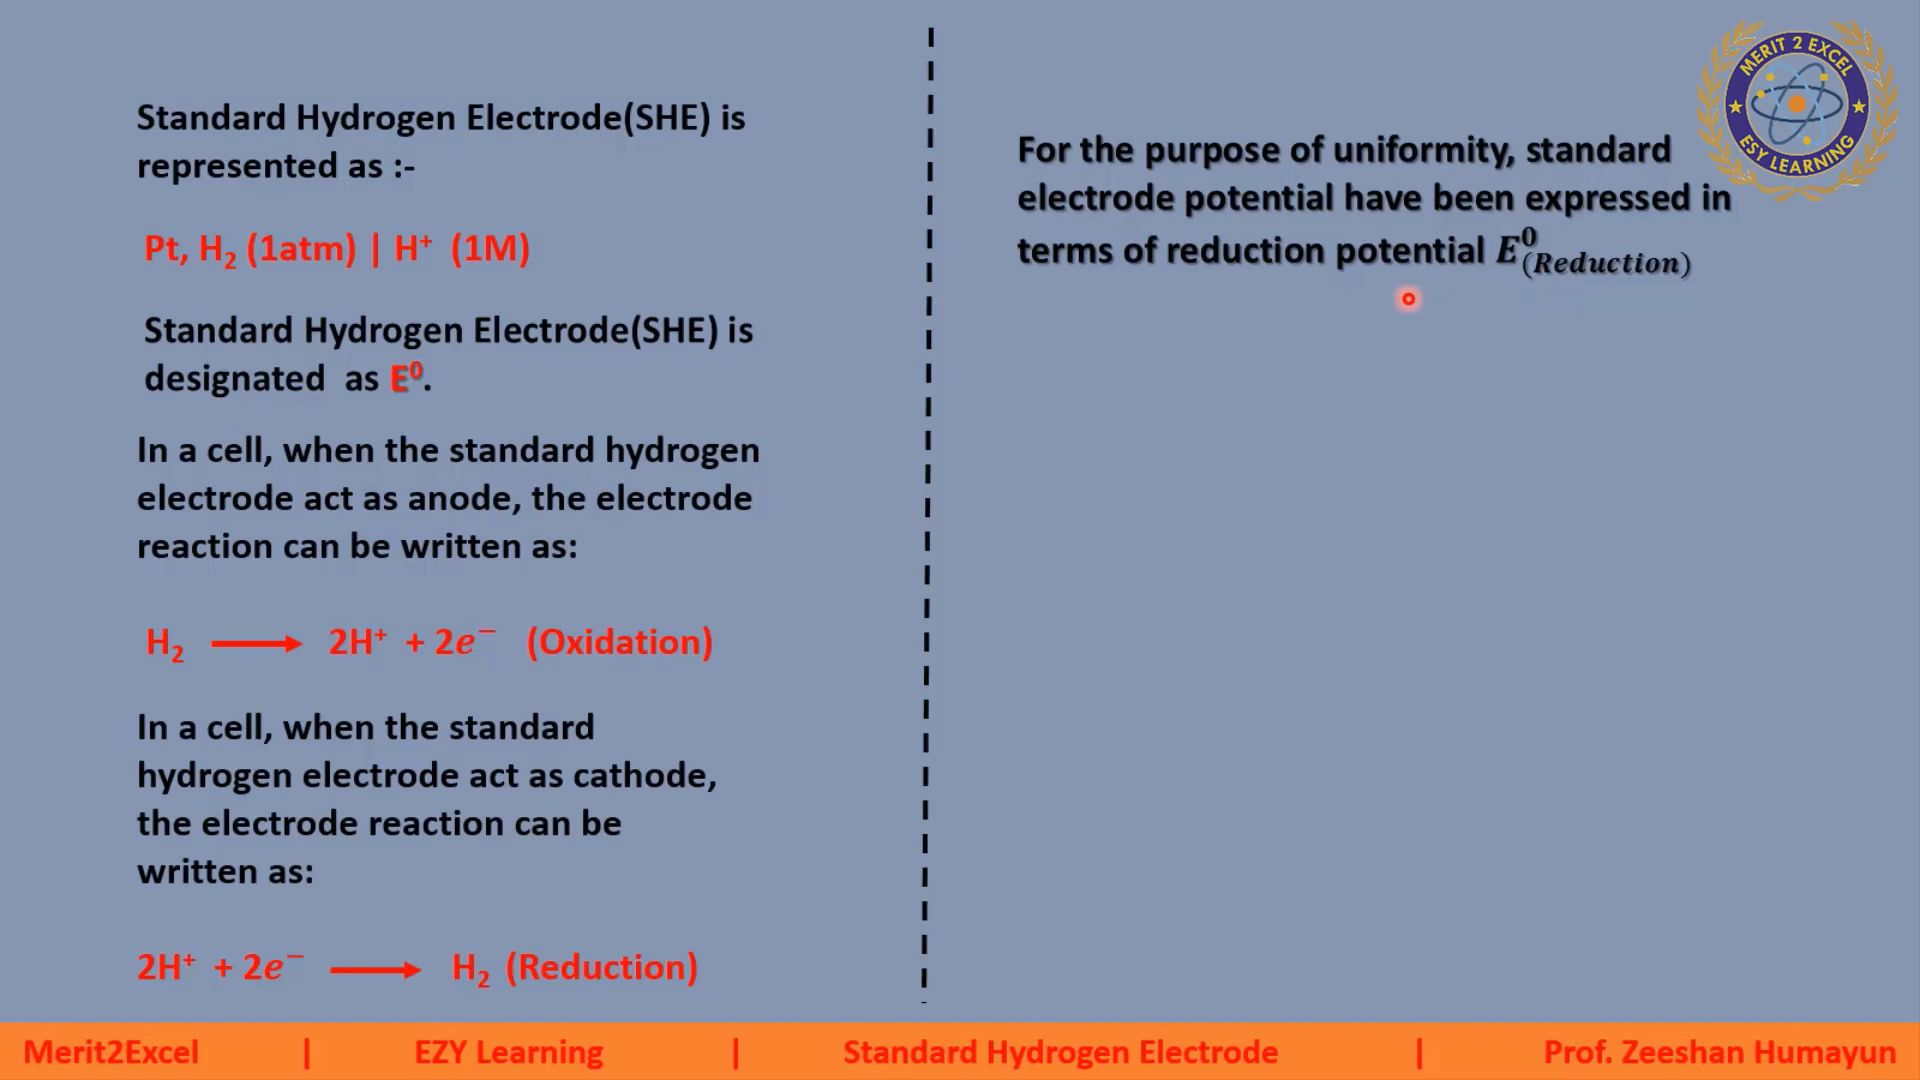 Standard Hydrogen Electrode(SHE) is
represented as :-
Pt, H₂ (1atm) | H⁺ (1M)
Standard Hydrogen Electrode(SHE) is
designated as E⁰.
In a cell, when the standard hydrogen
electrode act as anode, the electrode
reaction can be written as:
H₂ ⟶ 2H⁺ + 2e⁻ (Oxidation)
In a cell, when the standard
hydrogen electrode act as cathode,
the electrode reaction can be
written as:
2H⁺ + 2e⁻ ⟶ H₂ (Reduction)
For the purpose of uniformity, standard
electrode potential have been expressed in
terms of reduction potential E⁰(Reduction)
MERIT 2 EXCEL
ESY LEARNING
Merit2Excel | EZY Learning | Standard Hydrogen Electrode | Prof. Zeeshan Humayun